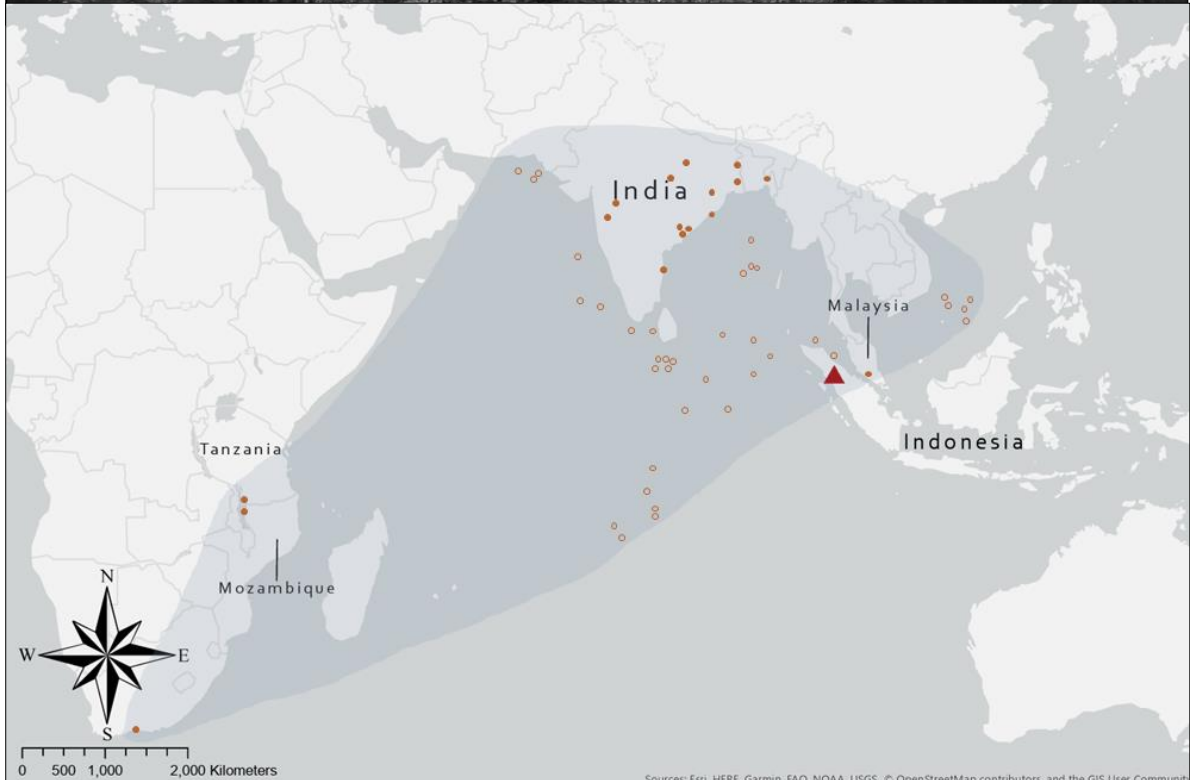 India
Malaysia
Indonesia
Tanzania
Mozambique
N
W E
S
0 500 1,000 2,000 Kilometers
Sources: Esri, HERE, Garmin, FAO, NOAA, USGS, © OpenStreetMap contributors, and the GIS User Communit